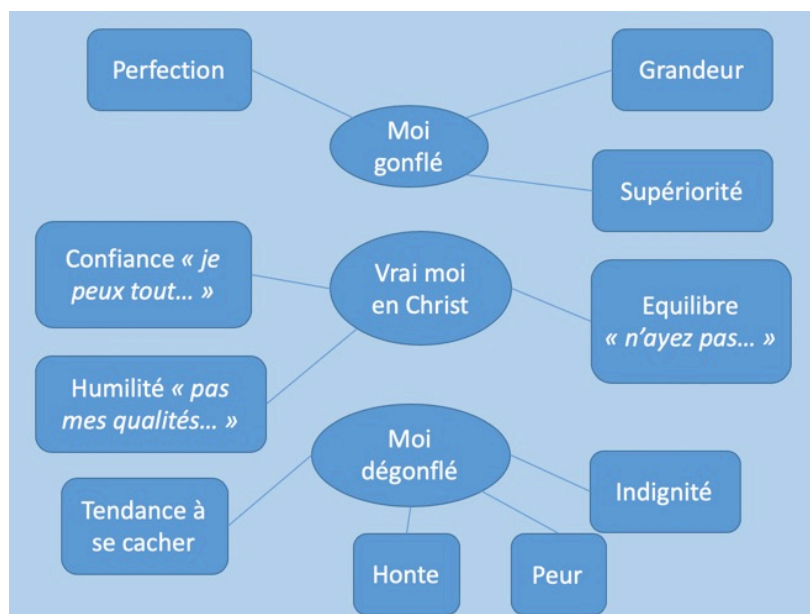 Perfection
Grandeur
Moi
gonflé
Supériorité
Confiance « je
peux tout… »
Vrai moi
en Christ
Equilibre
« n’ayez pas… »
Humilité « pas
mes qualités… »
Moi
dégonflé
Tendance à
se cacher
Indignité
Honte
Peur